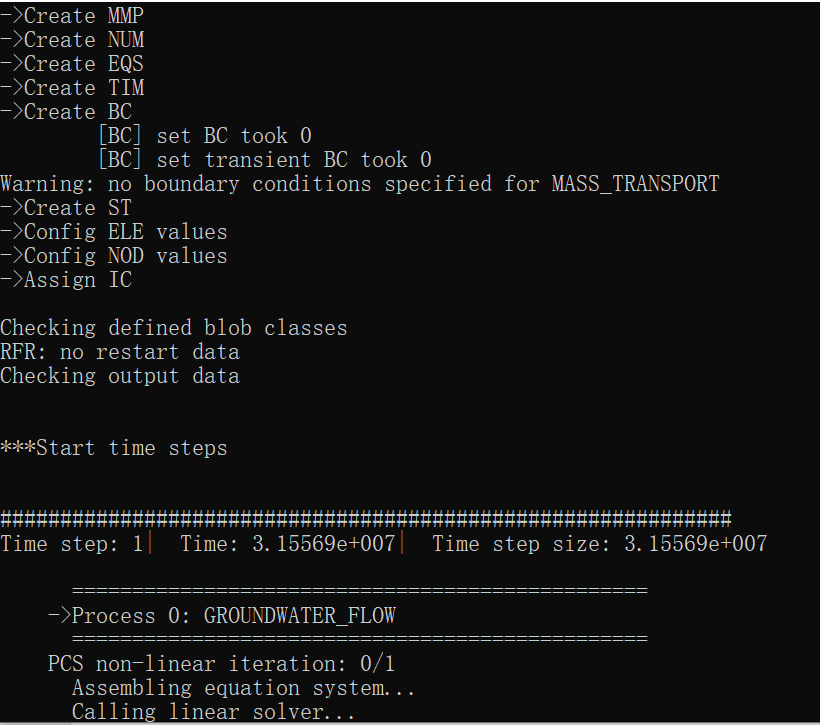 ->Create MMP
->Create NUM
->Create EQS
->Create TIM
->Create BC
[BC] set BC took 0
[BC] set transient BC took 0
Warning: no boundary conditions specified for MASS_TRANSPORT
->Create ST
->Config ELE values
->Config NOD values
->Assign IC
Checking defined blob classes
RFR: no restart data
Checking output data
***Start time steps
#############################################################
Time step: 1|  Time: 3.15569e+007|  Time step size: 3.15569e+007
================================================
->Process 0: GROUNDWATER_FLOW
================================================
PCS non-linear iteration: 0/1
Assembling equation system...
Calling linear solver...